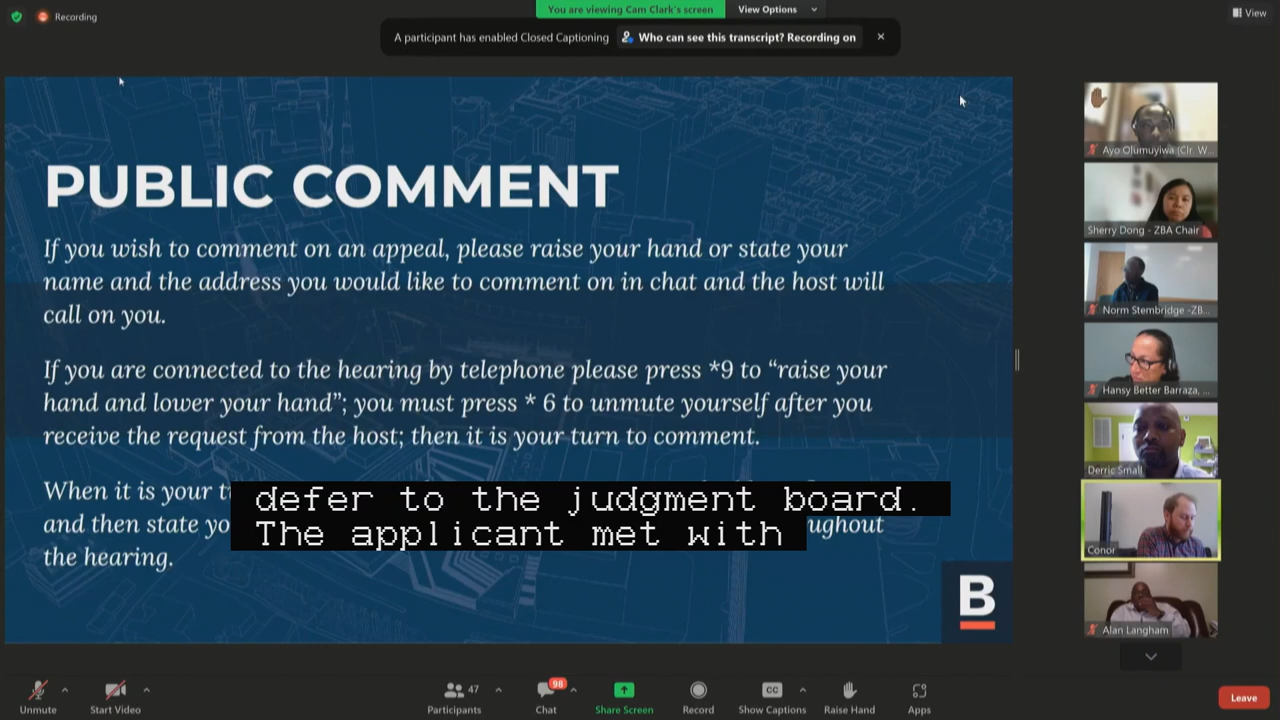 Recording
You are viewing Cam Clark's screen
View Options
View
A participant has enabled Closed Captioning
Who can see this transcript? Recording on
PUBLIC COMMENT
If you wish to comment on an appeal, please raise your hand or state your
name and the address you would like to comment on in chat and the host will
call on you.
If you are connected to the hearing by telephone please press *9 to “raise your
hand and lower your hand”; you must press * 6 to unmute yourself after you
receive the request from the host; then it is your turn to comment.
When it is your
and then state
the hearing.
defer to the judgment board.
The applicant met with
B
Ayo Olumuyiwa (Clr. W...
Sherry Dong - ZBA Chair
Norm Stembridge -ZB...
Hansy Better Barraza, ...
Derric Small
Conor
Alan Langham
Unmute
Start Video
Participants
47
Chat
98
Share Screen
Record
CC
Show Captions
Raise Hand
Apps
Leave